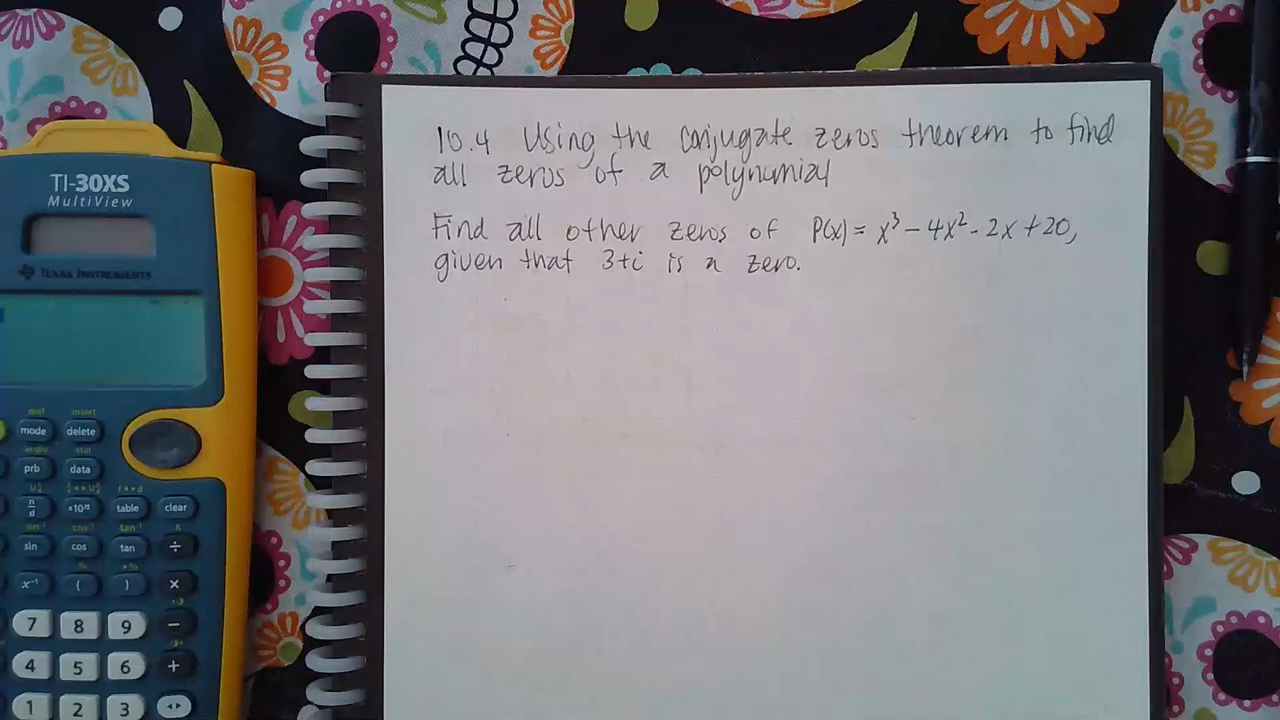 10.4 Using the conjugate zeros theorem to find
all zeros of a polynomial
Find all other zeros of P(x) = x³ - 4x² - 2x + 20,
given that 3+i is a zero.
TI-30XS
MultiView
TEXAS INSTRUMENTS
mode delete
prb data
n/d ×10ⁿ table clear
sin cos tan ÷
x⁻¹ ( ) ×
7 8 9 −
4 5 6 +
1 2 3